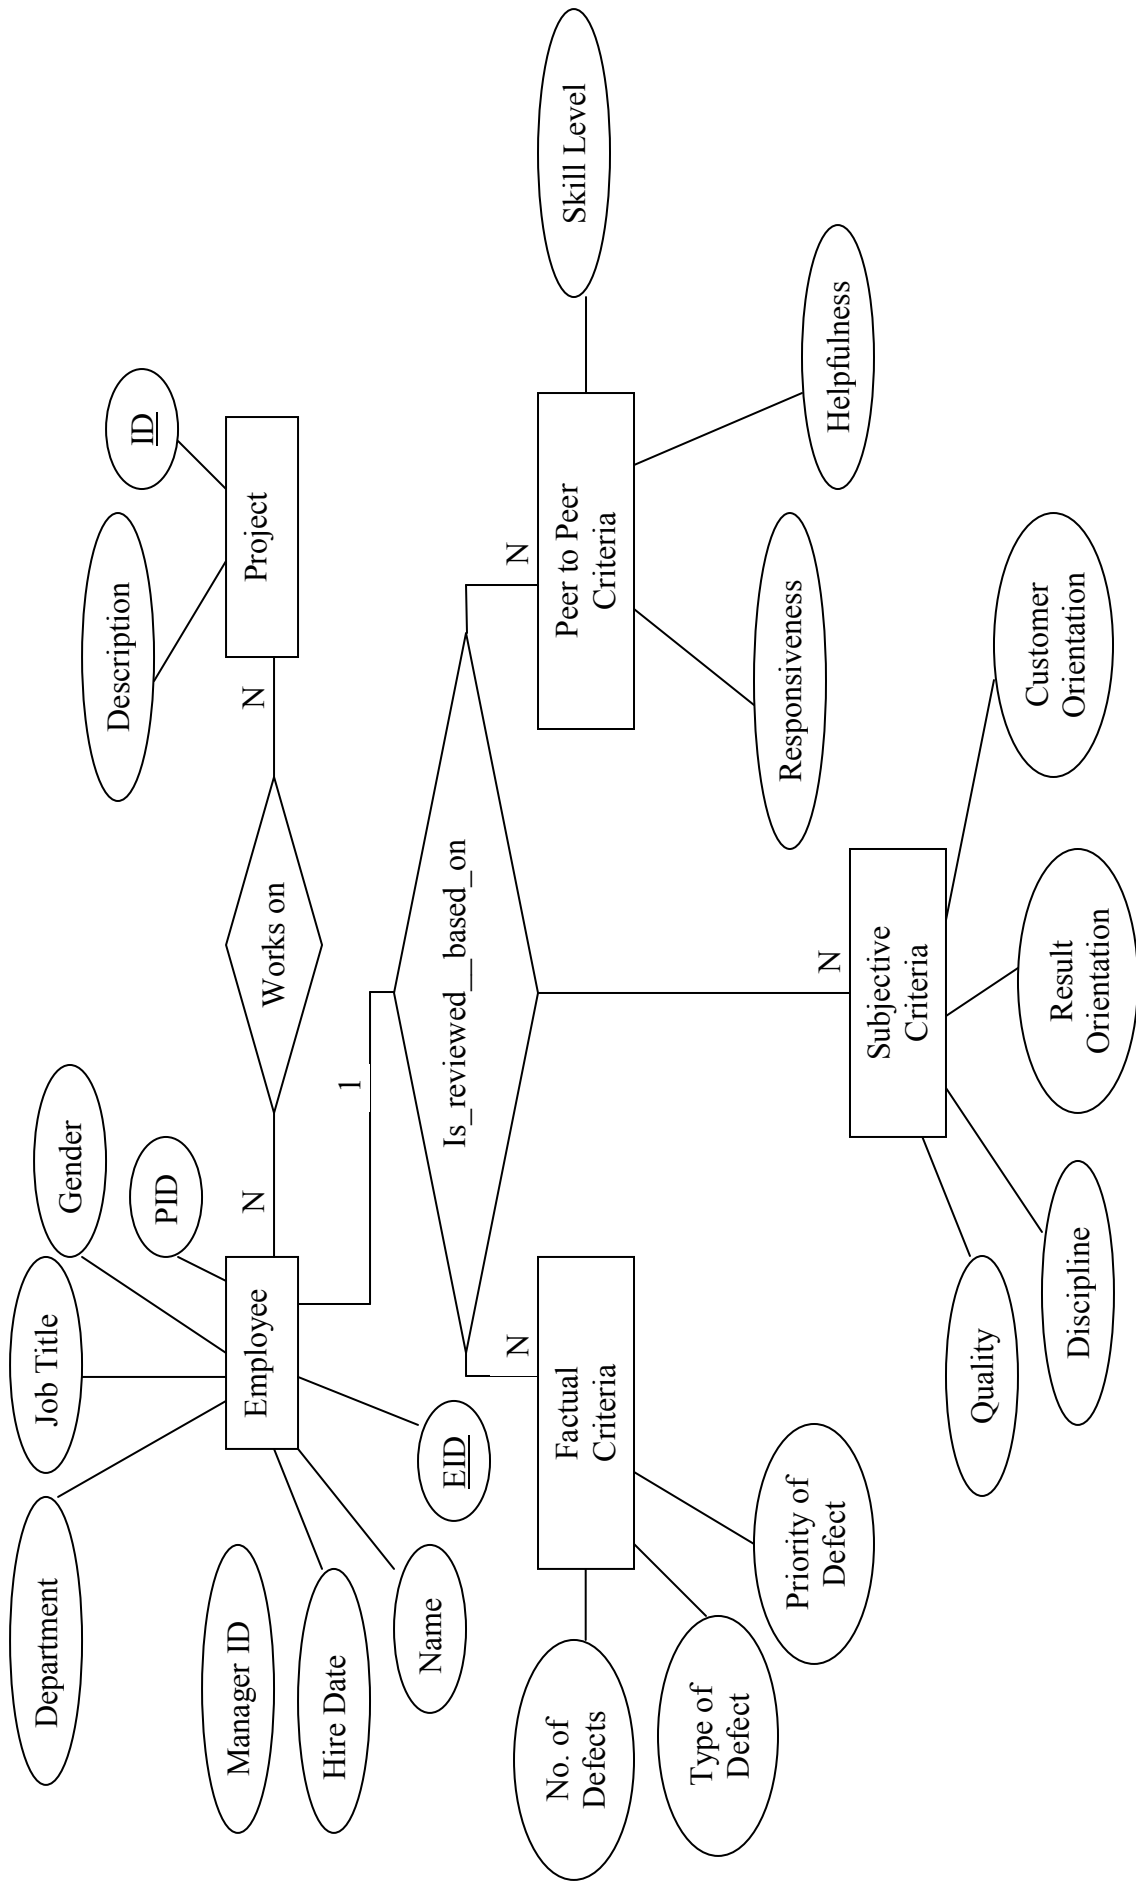 Department
Job Title
Gender
Description
ID
PID
Manager ID
Employee
N
Works on
N
Project
Hire Date
1
Name
EID
Is_reviewed__based_on
N
N
No. of
Defects
Factual
Criteria
Peer to Peer
Criteria
Skill Level
Type of
Defect
Priority of
Defect
Responsiveness
Helpfulness
N
Subjective
Criteria
Quality
Discipline
Result
Orientation
Customer
Orientation